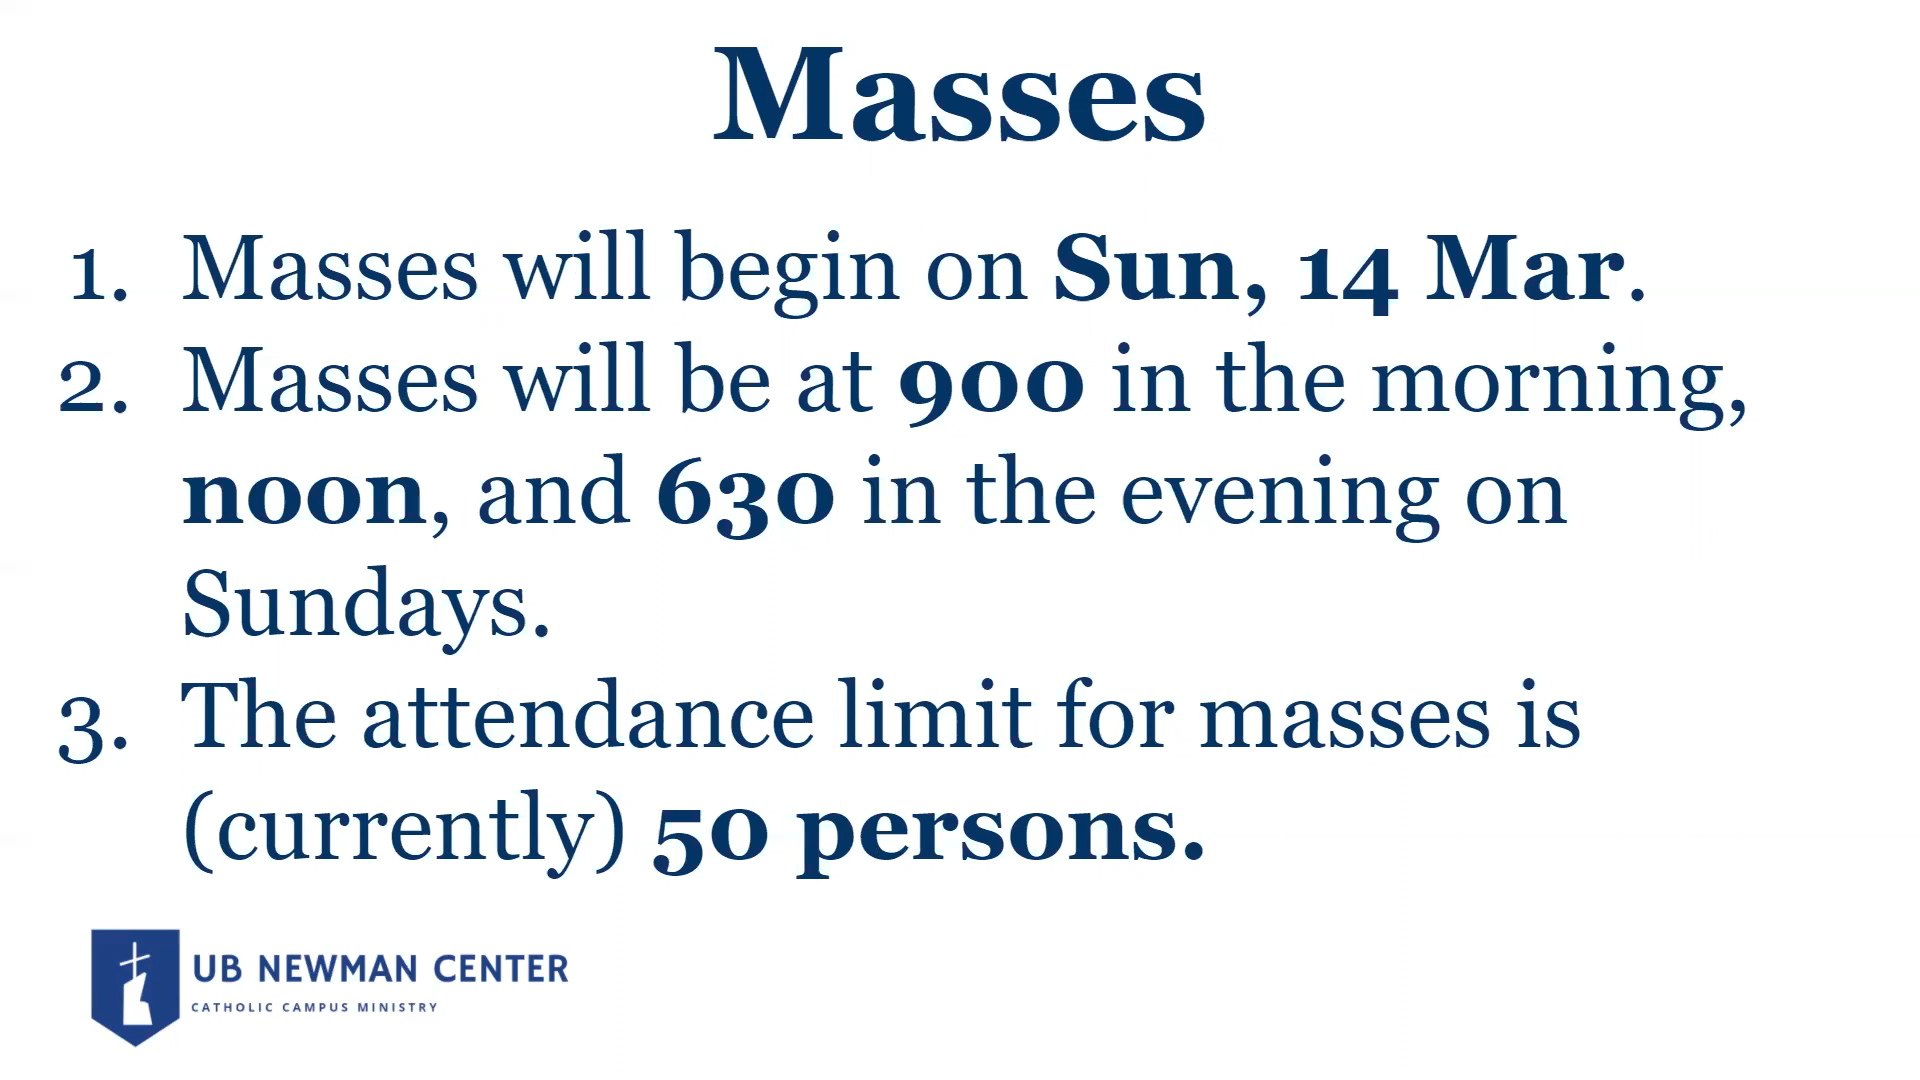 Masses
1. Masses will begin on Sun, 14 Mar.
2. Masses will be at 900 in the morning,
noon, and 630 in the evening on
Sundays.
3. The attendance limit for masses is
(currently) 50 persons.
UB NEWMAN CENTER
CATHOLIC CAMPUS MINISTRY